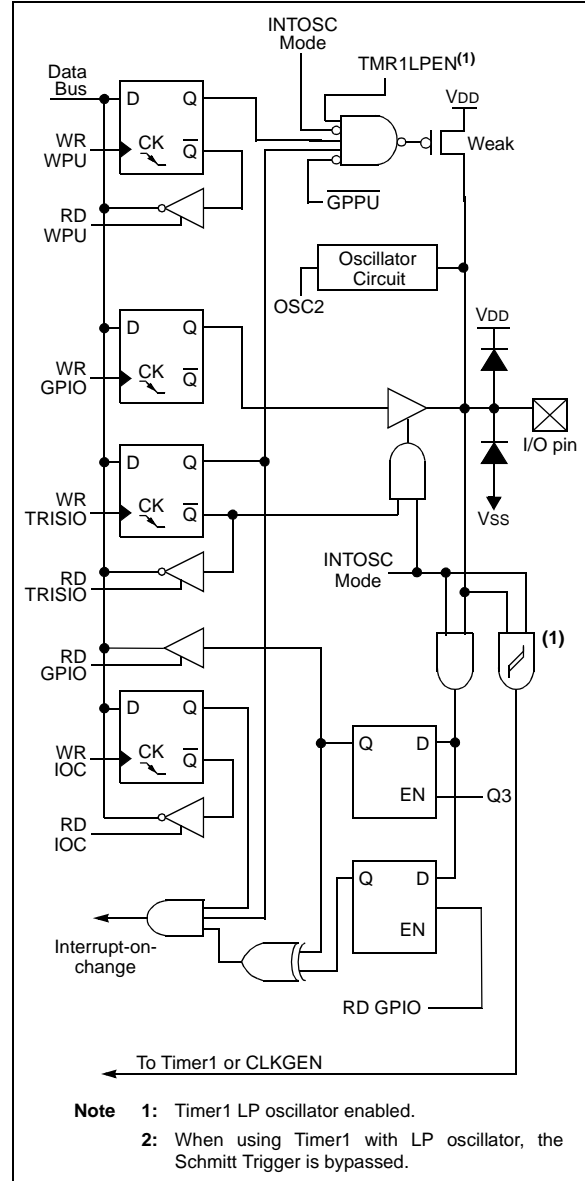 INTOSC
Mode
TMR1LPEN(1)
Data
Bus
D Q
VDD
WR
WPU
CK Q
Weak
RD
WPU
GPPU
Oscillator
Circuit
OSC2
D Q
VDD
WR
GPIO
CK Q
I/O pin
D Q
WR
TRISIO
CK Q
VSS
INTOSC
Mode
RD
TRISIO
(1)
RD
GPIO
D Q
Q D
WR
IOC
CK Q
EN
Q3
RD
IOC
Q D
EN
Interrupt-on-
change
RD GPIO
To Timer1 or CLKGEN
Note 1: Timer1 LP oscillator enabled.
2: When using Timer1 with LP oscillator, the
Schmitt Trigger is bypassed.